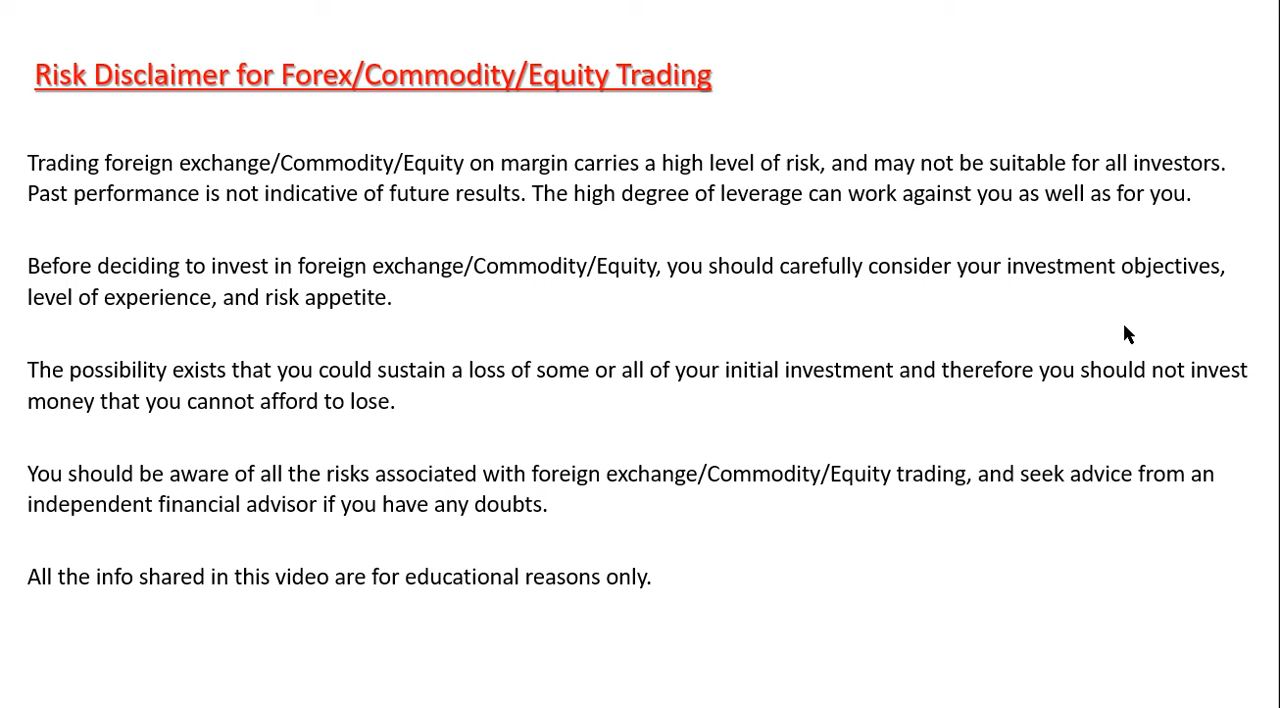 Risk Disclaimer for Forex/Commodity/Equity Trading
Trading foreign exchange/Commodity/Equity on margin carries a high level of risk, and may not be suitable for all investors.
Past performance is not indicative of future results. The high degree of leverage can work against you as well as for you.
Before deciding to invest in foreign exchange/Commodity/Equity, you should carefully consider your investment objectives,
level of experience, and risk appetite.
The possibility exists that you could sustain a loss of some or all of your initial investment and therefore you should not invest
money that you cannot afford to lose.
You should be aware of all the risks associated with foreign exchange/Commodity/Equity trading, and seek advice from an
independent financial advisor if you have any doubts.
All the info shared in this video are for educational reasons only.